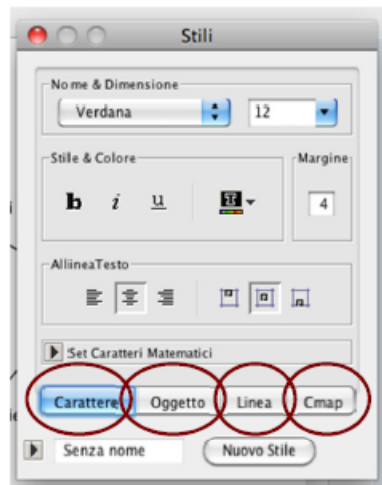 Stili
Nome & Dimensione
Verdana 12
Stile & Colore Margine
b i u T 4
AllineaTesto
Set Caratteri Matematici
Carattere Oggetto Linea Cmap
Senza nome Nuovo Stile